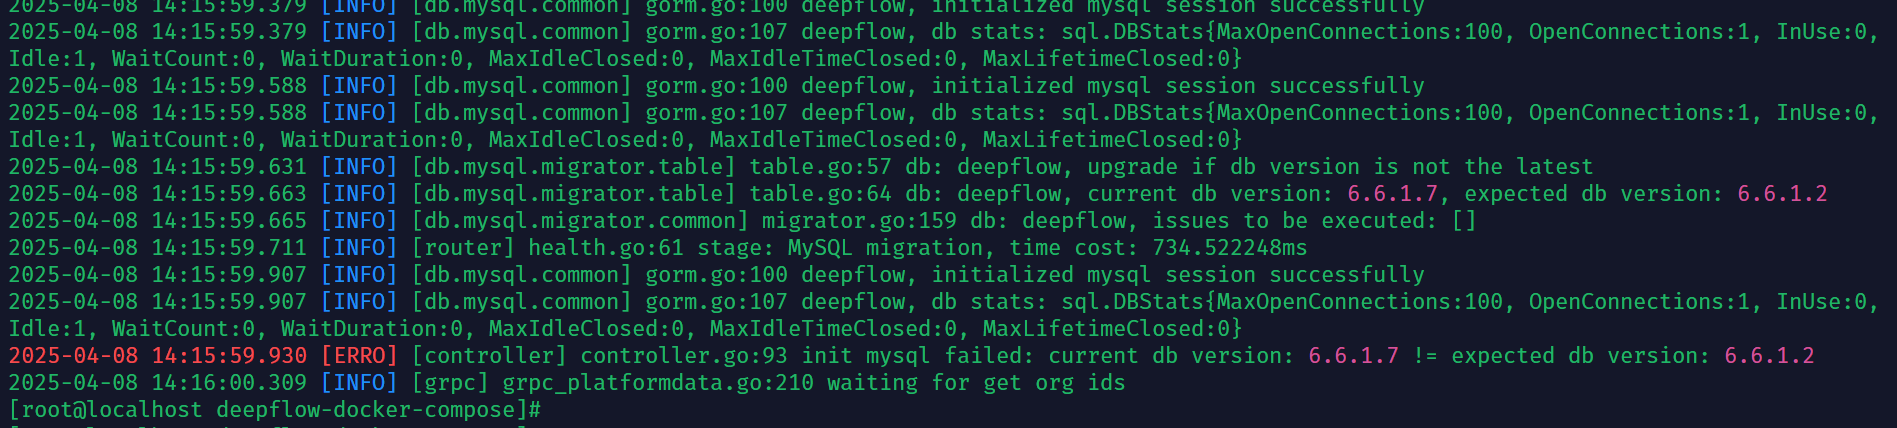 2025-04-08 14:15:59.379 [INFO] [db.mysql.common] gorm.go:100 deepflow, initialized mysql session successfully
2025-04-08 14:15:59.379 [INFO] [db.mysql.common] gorm.go:107 deepflow, db stats: sql.DBStats{MaxOpenConnections:100, OpenConnections:1, InUse:0,
Idle:1, WaitCount:0, WaitDuration:0, MaxIdleClosed:0, MaxIdleTimeClosed:0, MaxLifetimeClosed:0}
2025-04-08 14:15:59.588 [INFO] [db.mysql.common] gorm.go:100 deepflow, initialized mysql session successfully
2025-04-08 14:15:59.588 [INFO] [db.mysql.common] gorm.go:107 deepflow, db stats: sql.DBStats{MaxOpenConnections:100, OpenConnections:1, InUse:0,
Idle:1, WaitCount:0, WaitDuration:0, MaxIdleClosed:0, MaxIdleTimeClosed:0, MaxLifetimeClosed:0}
2025-04-08 14:15:59.631 [INFO] [db.mysql.migrator.table] table.go:57 db: deepflow, upgrade if db version is not the latest
2025-04-08 14:15:59.663 [INFO] [db.mysql.migrator.table] table.go:64 db: deepflow, current db version: 6.6.1.7, expected db version: 6.6.1.2
2025-04-08 14:15:59.665 [INFO] [db.mysql.migrator.common] migrator.go:159 db: deepflow, issues to be executed: []
2025-04-08 14:15:59.711 [INFO] [router] health.go:61 stage: MySQL migration, time cost: 734.522248ms
2025-04-08 14:15:59.907 [INFO] [db.mysql.common] gorm.go:100 deepflow, initialized mysql session successfully
2025-04-08 14:15:59.907 [INFO] [db.mysql.common] gorm.go:107 deepflow, db stats: sql.DBStats{MaxOpenConnections:100, OpenConnections:1, InUse:0,
Idle:1, WaitCount:0, WaitDuration:0, MaxIdleClosed:0, MaxIdleTimeClosed:0, MaxLifetimeClosed:0}
2025-04-08 14:15:59.930 [ERRO] [controller] controller.go:93 init mysql failed: current db version: 6.6.1.7 != expected db version: 6.6.1.2
2025-04-08 14:16:00.309 [INFO] [grpc] grpc_platformdata.go:210 waiting for get org ids
[root@localhost deepflow-docker-compose]#